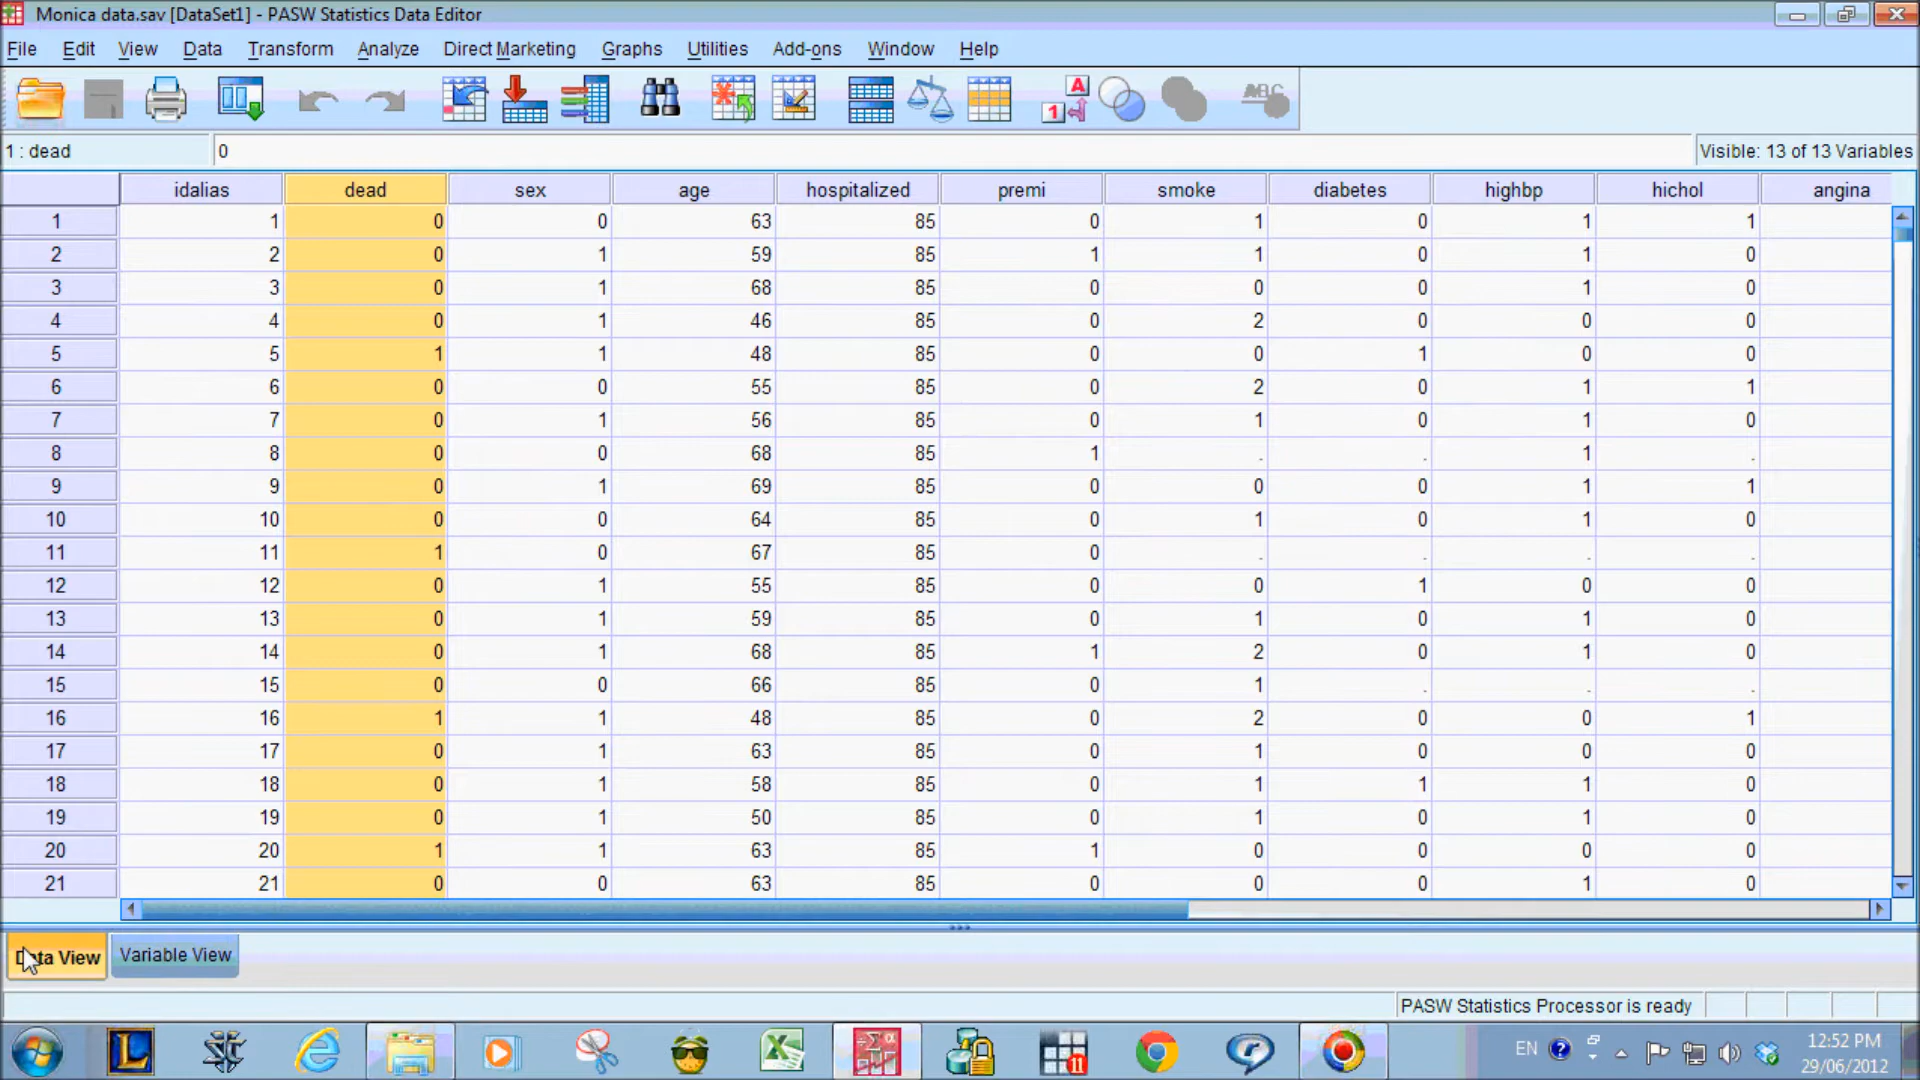 Monica data.sav [DataSet1] - PASW Statistics Data Editor
File Edit View Data Transform Analyze Direct Marketing Graphs Utilities Add-ons Window Help
A
1
ABC
1 : dead 0 Visible: 13 of 13 Variables
idalias dead sex age hospitalized premi smoke diabetes highbp hichol angina
1 1 0 0 63 85 0 1 0 1 1
2 2 0 1 59 85 1 1 0 1 0
3 3 0 1 68 85 0 0 0 1 0
4 4 0 1 46 85 0 2 0 0 0
5 5 1 1 48 85 0 0 1 0 0
6 6 0 0 55 85 0 2 0 1 1
7 7 0 1 56 85 0 1 0 1 0
8 8 0 0 68 85 1 . . 1 .
9 9 0 1 69 85 0 0 0 1 1
10 10 0 0 64 85 0 1 0 1 0
11 11 1 0 67 85 0 . . . .
12 12 0 1 55 85 0 0 1 0 0
13 13 0 1 59 85 0 1 0 1 0
14 14 0 1 68 85 1 2 0 1 0
15 15 0 0 66 85 0 1 . . .
16 16 1 1 48 85 0 2 0 0 1
17 17 0 1 63 85 0 1 0 0 0
18 18 0 1 58 85 0 1 1 1 0
19 19 0 1 50 85 0 1 0 1 0
20 20 1 1 63 85 1 0 0 0 0
21 21 0 0 63 85 0 0 0 1 0
Data View Variable View
PASW Statistics Processor is ready
L 11 EN ? 12:52 PM
29/06/2012